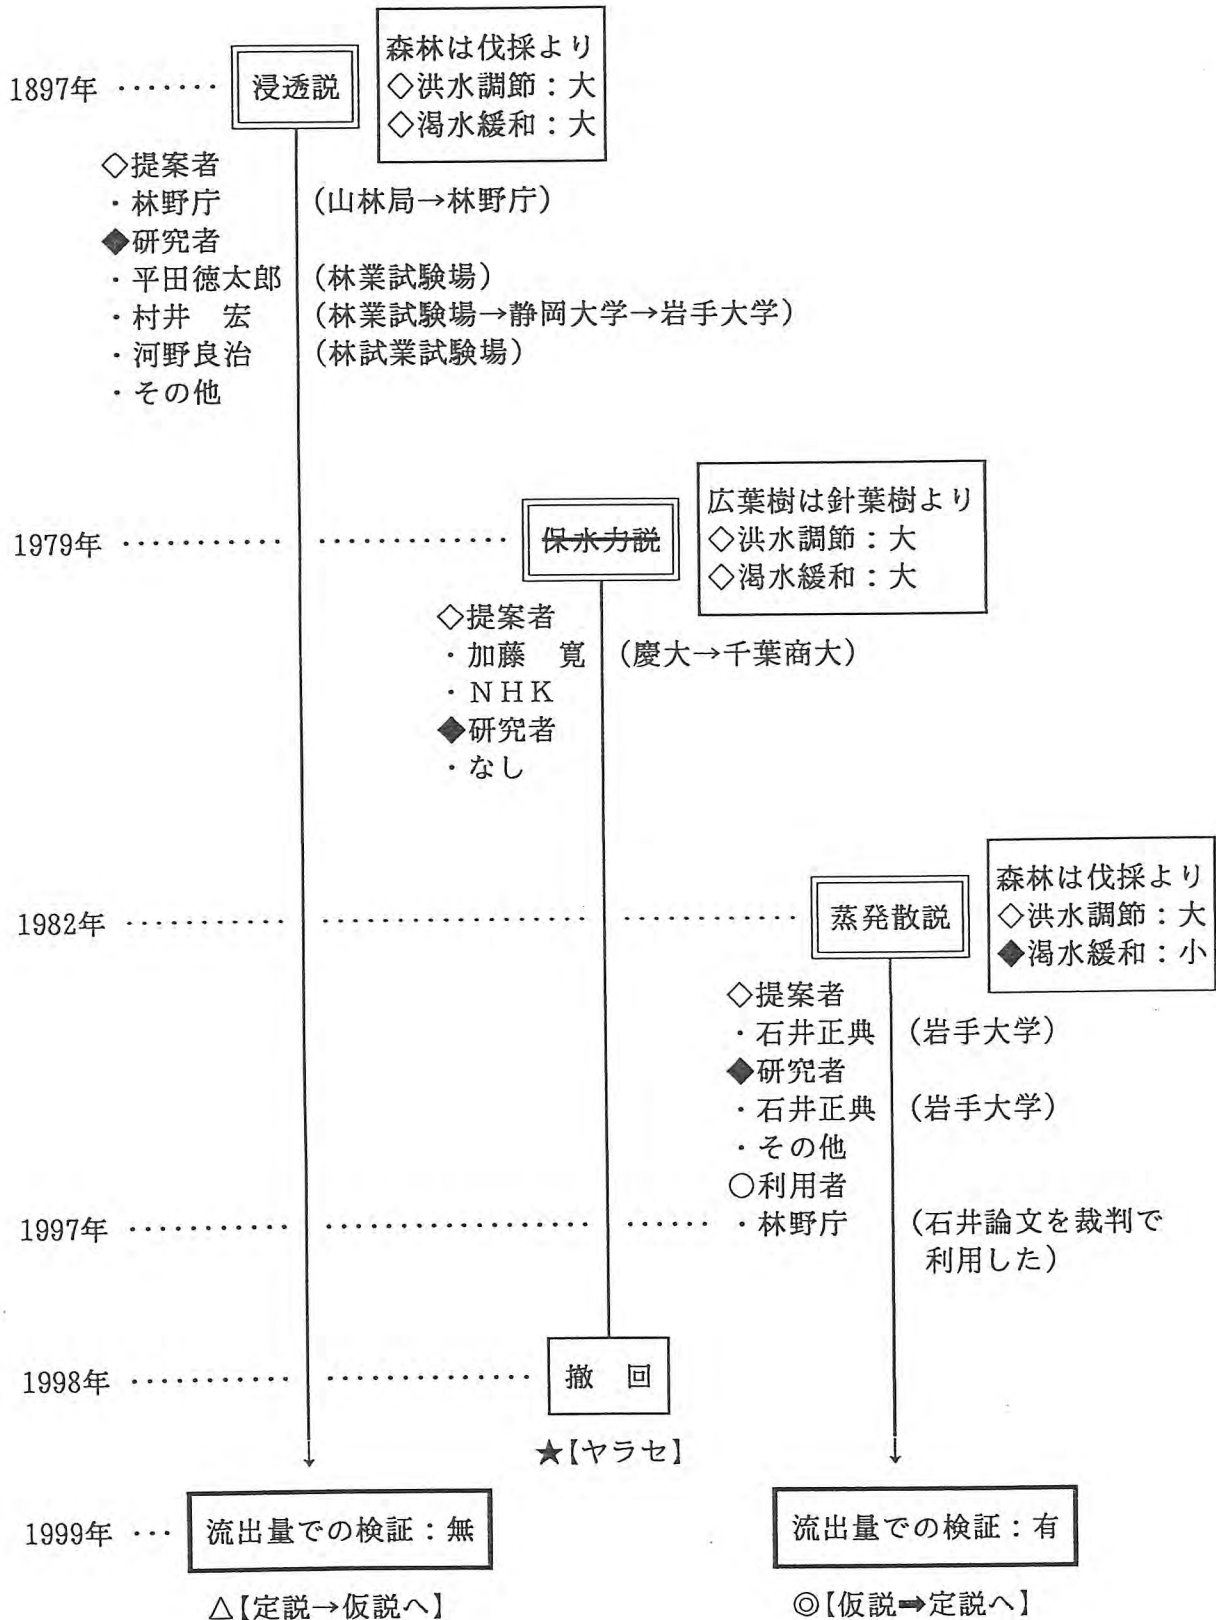 1897年 ・・・・・・・ 浸透説
森林は伐採より
◇洪水調節：大
◇渇水緩和：大
◇提案者
・林野庁 (山林局→林野庁)
◆研究者
・平田徳太郎 (林業試験場)
・村井　宏 (林業試験場→静岡大学→岩手大学)
・河野良治 (林試業試験場)
・その他
1979年 ・・・・・・・・・・・ ・・・・・・・・・・・・・ 保水力説
広葉樹は針葉樹より
◇洪水調節：大
◇渇水緩和：大
◇提案者
・加藤　寛 (慶大→千葉商大)
・ＮＨＫ
◆研究者
・なし
1982年 ・・・・・・・・・・・ ・・・・・・・・・・・・・・・・ ・・・・・・・・・・ 蒸発散説
森林は伐採より
◇洪水調節：大
◆渇水緩和：小
◇提案者
・石井正典 (岩手大学)
◆研究者
・石井正典 (岩手大学)
・その他
○利用者
1997年 ・・・・・・・・・・・ ・・・・・・・・・・・・・・・・ ・・・・・・ ・林野庁 (石井論文を裁判で
利用した)
1998年 ・・・・・・・・・・・ ・・・・・・・・・・・・・・ 撤　回
★【ヤラセ】
1999年 ・・・ 流出量での検証：無
流出量での検証：有
△【定説→仮説へ】
◎【仮説➡定説へ】